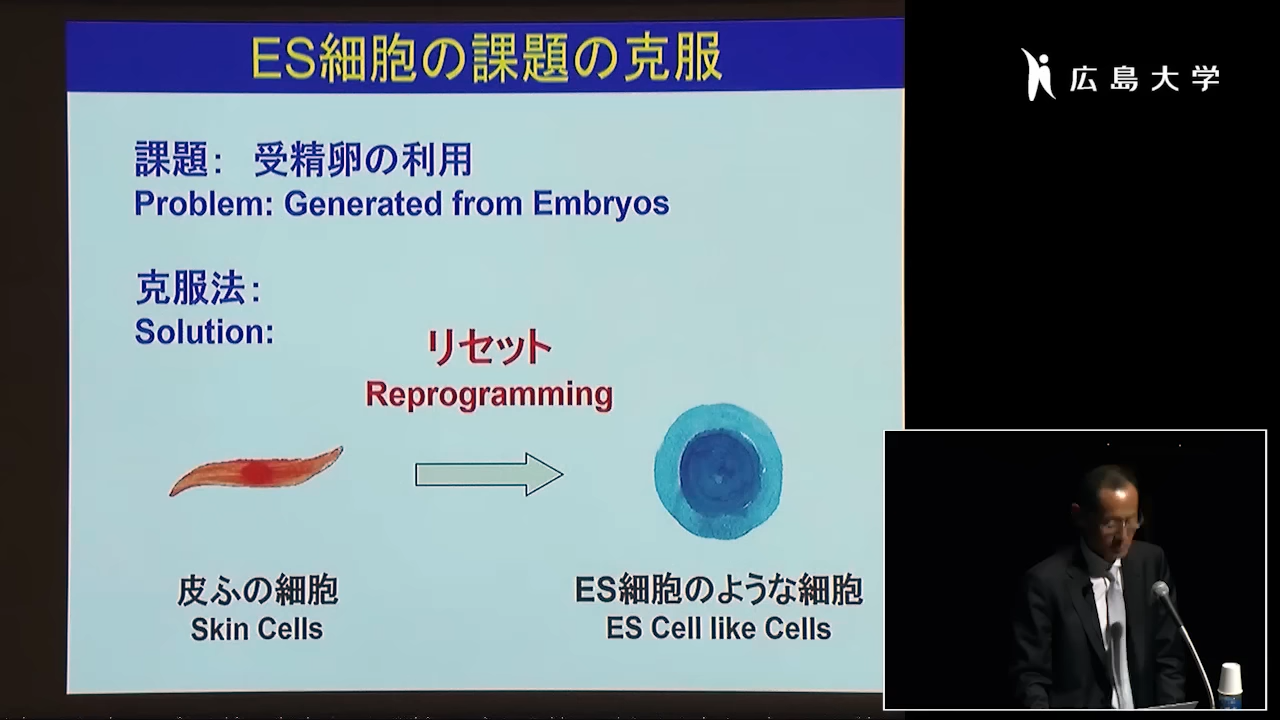 ES細胞の課題の克服
広島大学
課題： 受精卵の利用
Problem: Generated from Embryos
克服法：
Solution:
リセット
Reprogramming
皮ふの細胞
Skin Cells
ES細胞のような細胞
ES Cell like Cells